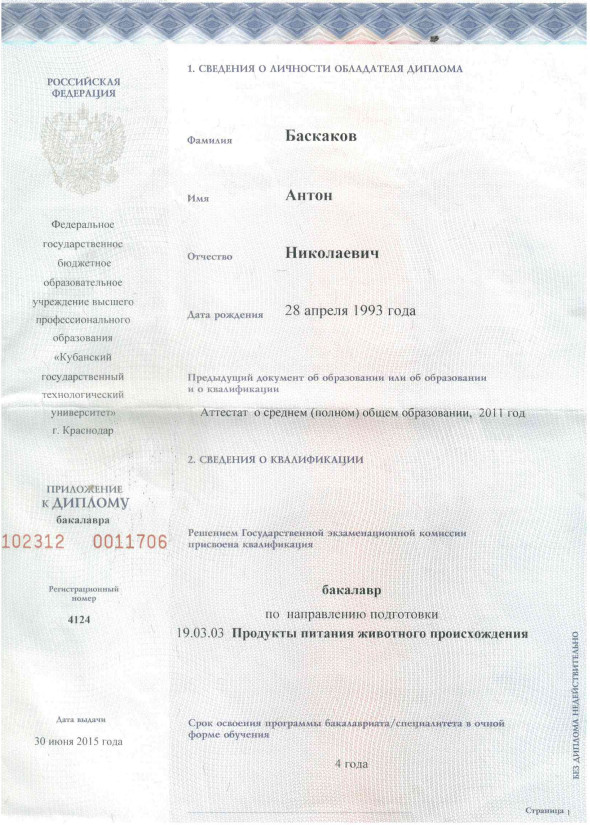 РОССИЙСКАЯ
ФЕДЕРАЦИЯ
Федеральное
государственное
бюджетное
образовательное
учреждение высшего
профессионального
образования
«Кубанский
государственный
технологический
университет»
г. Краснодар
ПРИЛОЖЕНИЕ
к ДИПЛОМУ
бакалавра
102312 0011706
Регистрационный
номер
4124
Дата выдачи
30 июня 2015 года
1. СВЕДЕНИЯ О ЛИЧНОСТИ ОБЛАДАТЕЛЯ ДИПЛОМА
Фамилия Баскаков
Имя Антон
Отчество Николаевич
Дата рождения 28 апреля 1993 года
Предыдущий документ об образовании или об образовании
и о квалификации
Аттестат о среднем (полном) общем образовании, 2011 год
2. СВЕДЕНИЯ О КВАЛИФИКАЦИИ
Решением Государственной экзаменационной комиссии
присвоена квалификация
бакалавр
по направлению подготовки
19.03.03 Продукты питания животного происхождения
Срок освоения программы бакалавриата/специалитета в очной
форме обучения
4 года
Страница 1
БЕЗ ДИПЛОМА НЕДЕЙСТВИТЕЛЬНО